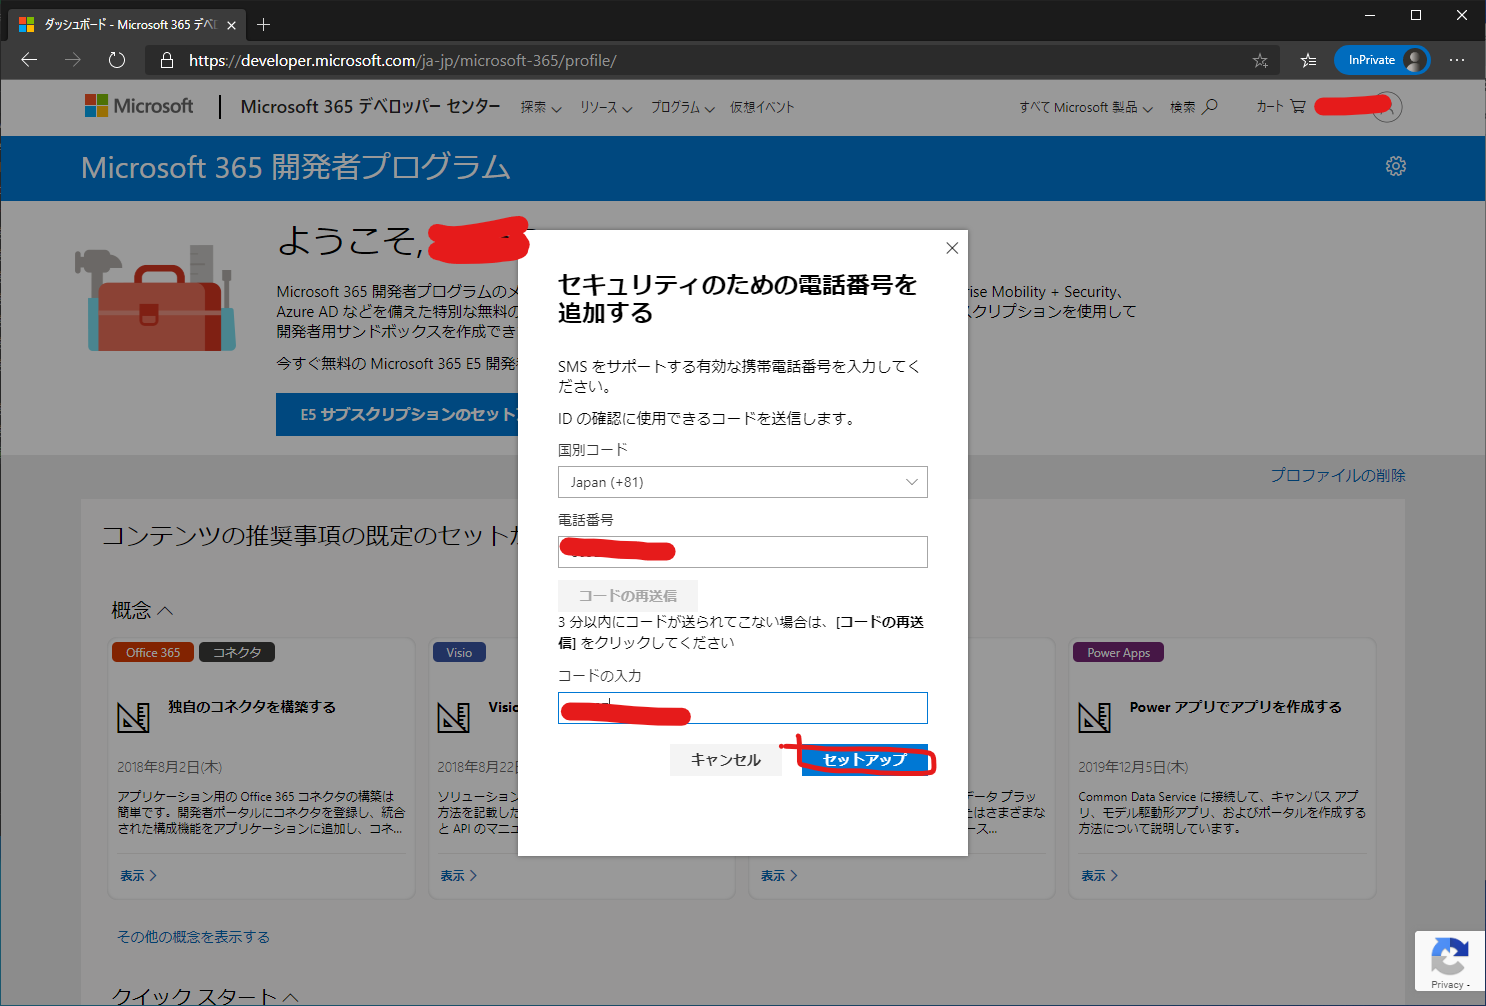 ダッシュボード - Microsoft 365 デベ
https://developer.microsoft.com/ja-jp/microsoft-365/profile/
InPrivate
Microsoft
Microsoft 365 デベロッパー センター
探索
リソース
プログラム
仮想イベント
すべて Microsoft 製品
検索
カート
Microsoft 365 開発者プログラム
ようこそ,
Microsoft 365 開発者プログラムのメ
rise Mobility + Security、
Azure AD などを備えた特別な無料の
スクリプションを使用して
開発者用サンドボックスを作成でき
今すぐ無料の Microsoft 365 E5 開発
E5 サブスクリプションのセット
プロファイルの削除
セキュリティのための電話番号を
追加する
SMS をサポートする有効な携帯電話番号を入力してく
ださい。
ID の確認に使用できるコードを送信します。
国別コード
Japan (+81)
電話番号
コードの再送信
3 分以内にコードが送られてこない場合は、[コードの再送
信] をクリックしてください
コードの入力
キャンセル
セットアップ
コンテンツの推奨事項の既定のセット
概念
Office 365
コネクタ
独自のコネクタを構築する
2018年8月2日(木)
アプリケーション用の Office 365 コネクタの構築は
簡単です。開発者ポータルにコネクタを登録し、統合
された構成機能をアプリケーションに追加し、コネ...
表示
Visio
Visio
2018年8月22日
ソリューション
方法を記載した
と API のマニュ
表示
データ プラッ
たはさまざまな
ース...
表示
Power Apps
Power アプリでアプリを作成する
2019年12月5日(木)
Common Data Service に接続して、キャンバス アプ
リ、モデル駆動形アプリ、およびポータルを作成する
方法について説明しています。
表示
その他の概念を表示する
クイック スタート
Privacy -